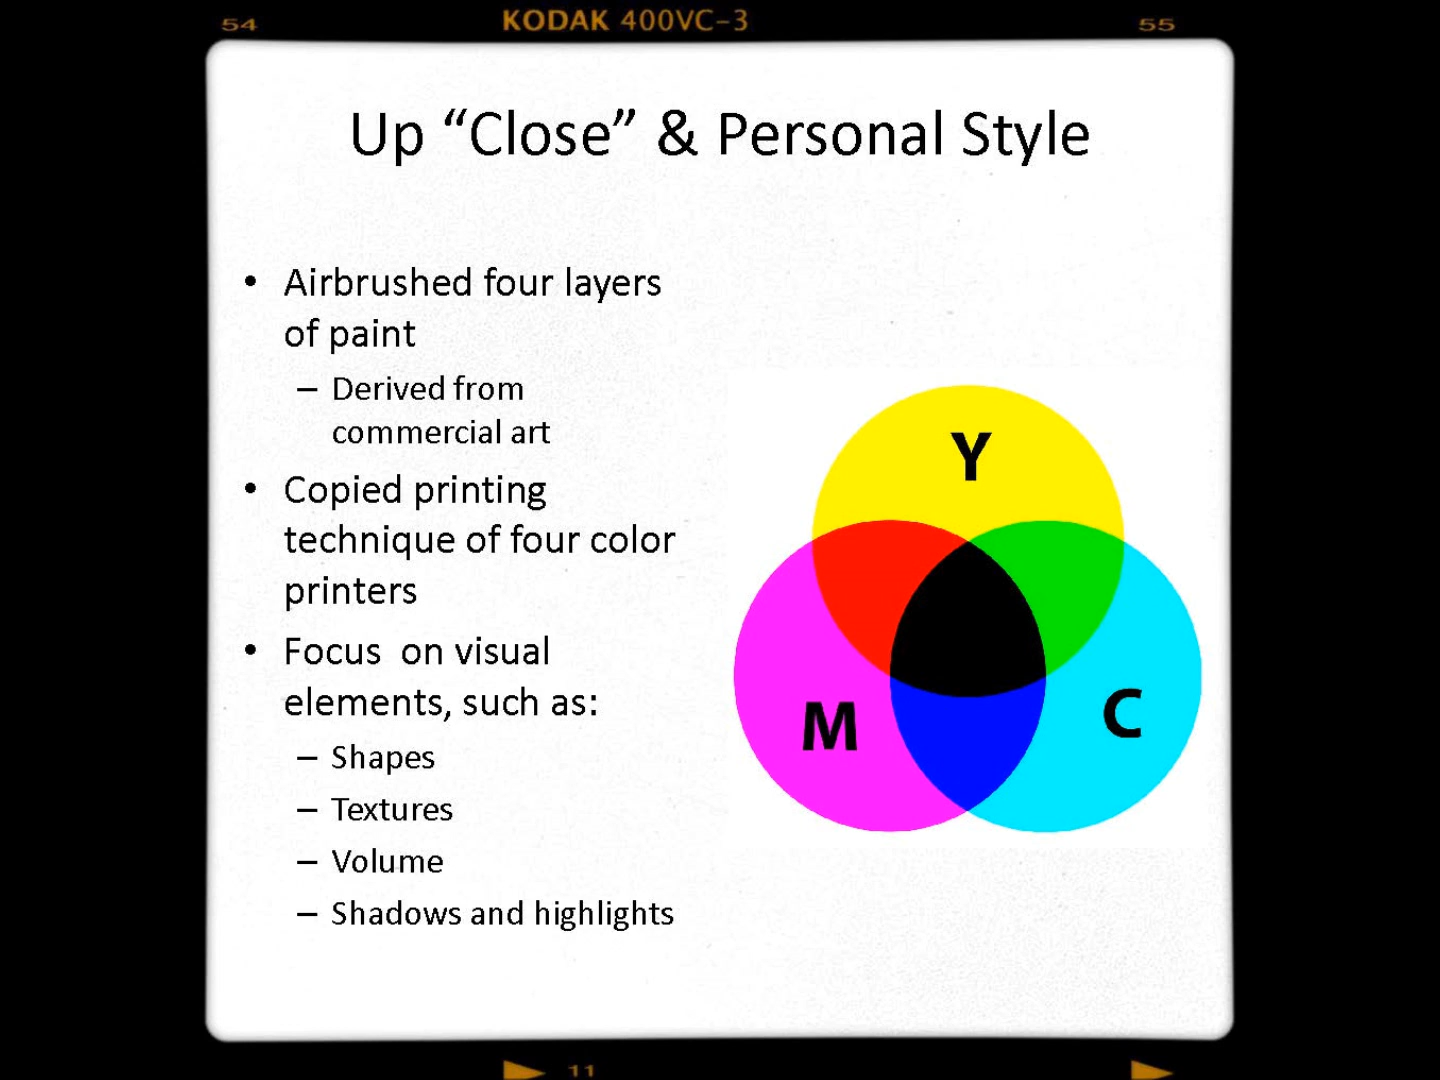 54 KODAK 400VC-3 55
Up “Close” & Personal Style
• Airbrushed four layers
of paint
– Derived from
commercial art
• Copied printing
technique of four color
printers
• Focus on visual
elements, such as:
– Shapes
– Textures
– Volume
– Shadows and highlights
Y
M
C
11